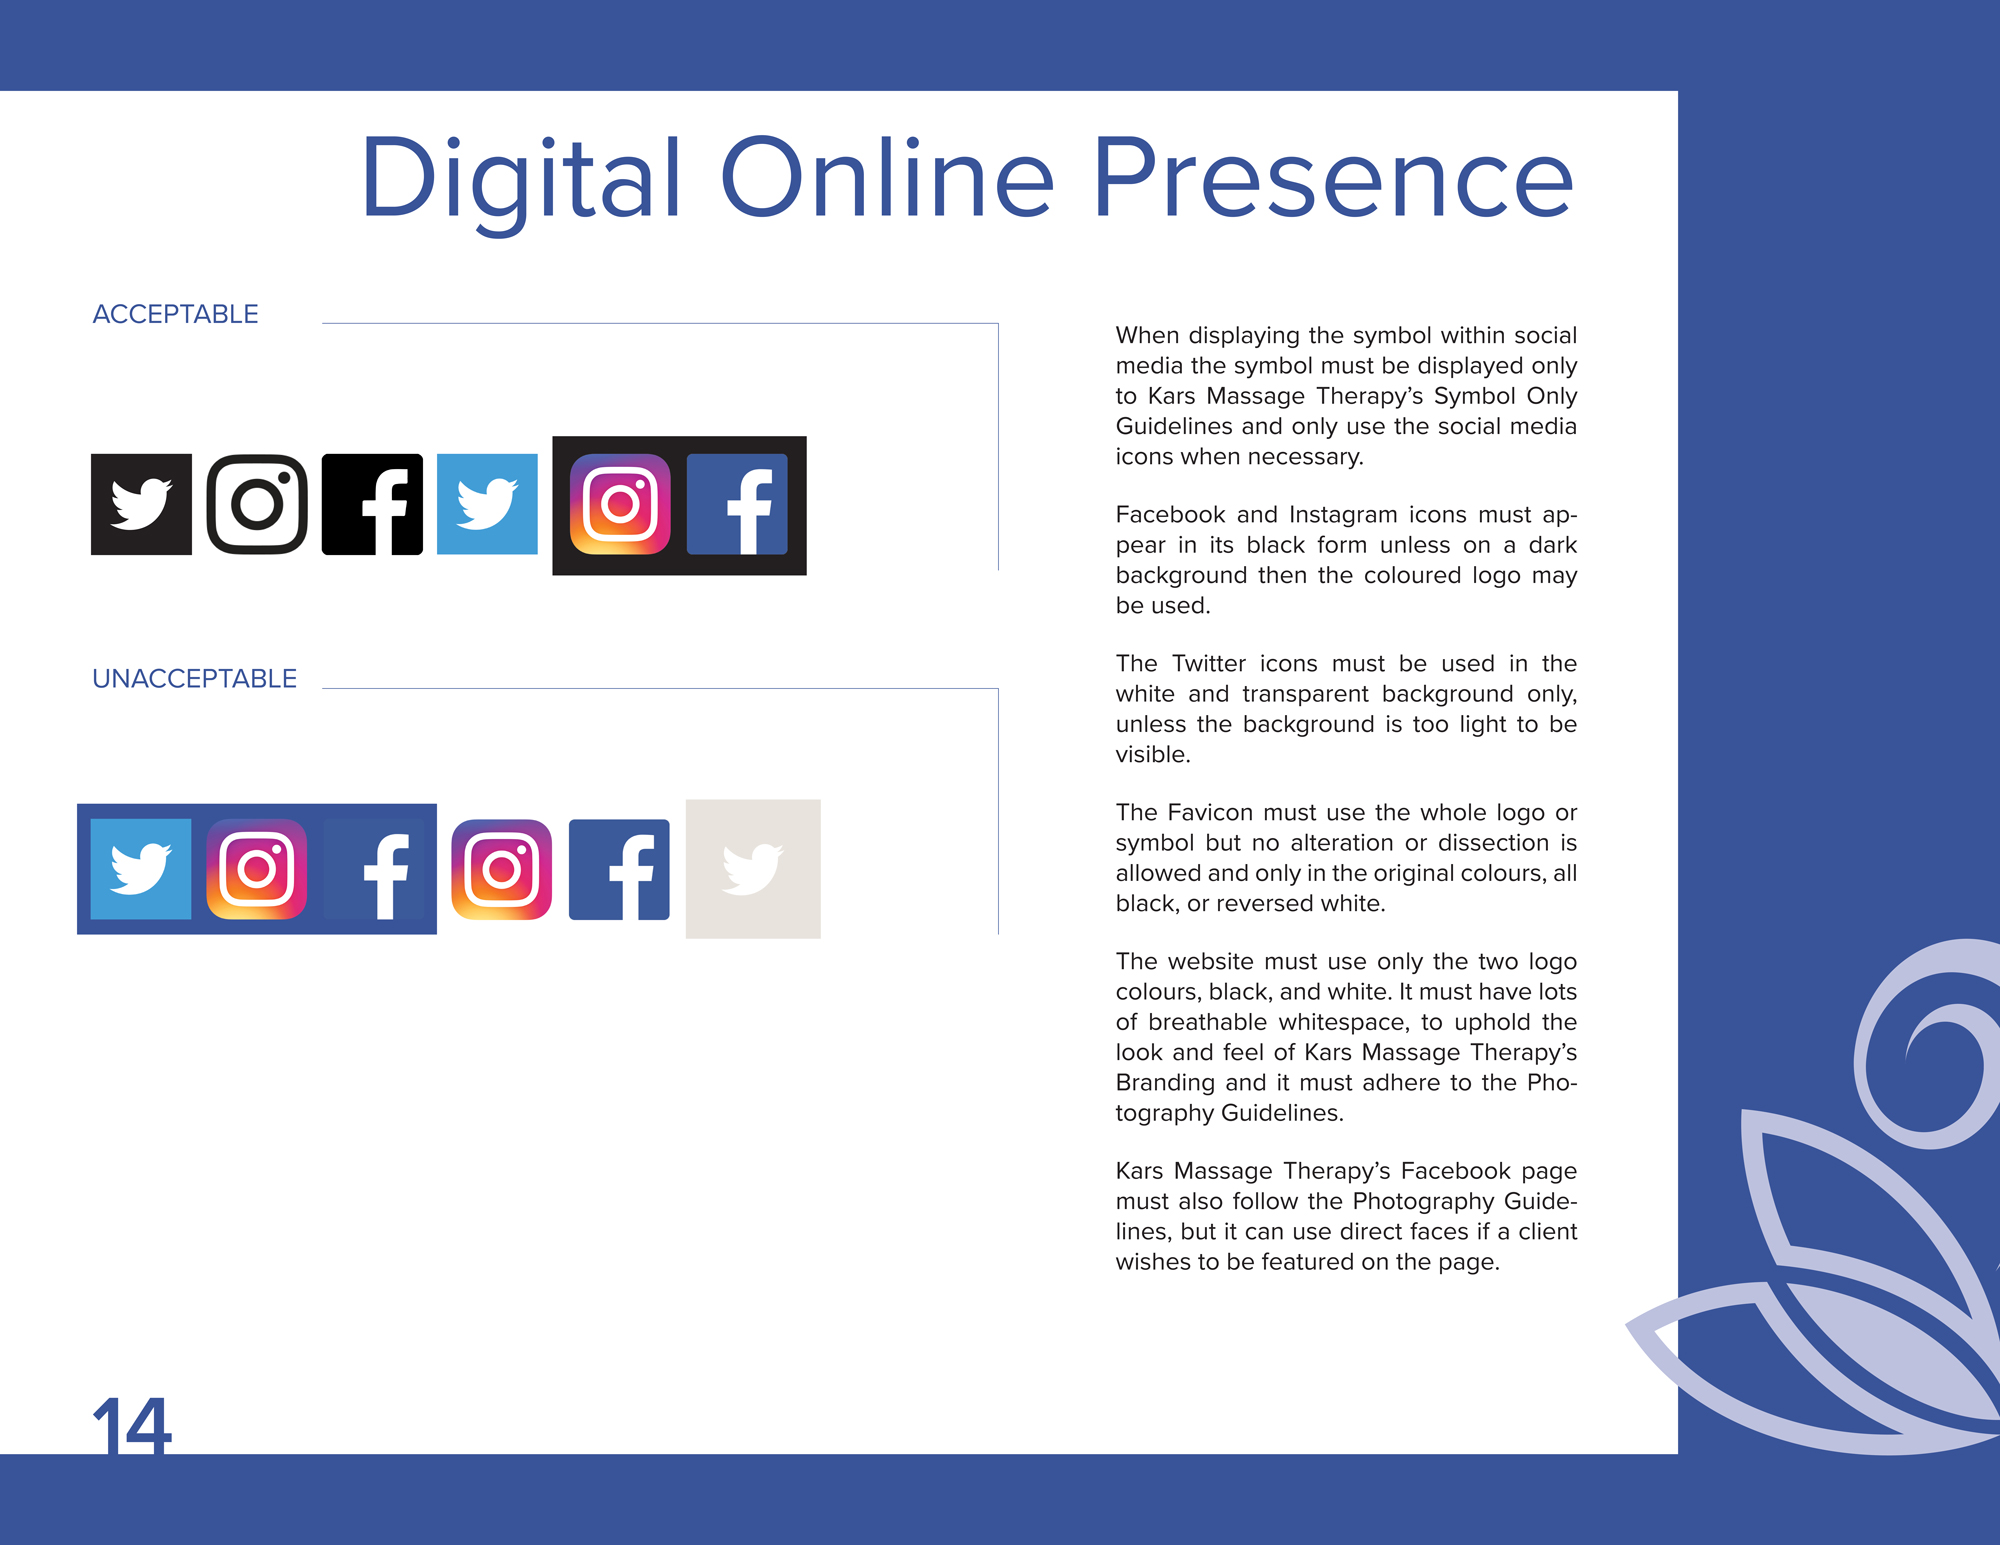 Digital Online Presence
ACCEPTABLE
UNACCEPTABLE
When displaying the symbol within social
media the symbol must be displayed only
to Kars Massage Therapy’s Symbol Only
Guidelines and only use the social media
icons when necessary.
Facebook and Instagram icons must ap-
pear in its black form unless on a dark
background then the coloured logo may
be used.
The Twitter icons must be used in the
white and transparent background only,
unless the background is too light to be
visible.
The Favicon must use the whole logo or
symbol but no alteration or dissection is
allowed and only in the original colours, all
black, or reversed white.
The website must use only the two logo
colours, black, and white. It must have lots
of breathable whitespace, to uphold the
look and feel of Kars Massage Therapy’s
Branding and it must adhere to the Pho-
tography Guidelines.
Kars Massage Therapy’s Facebook page
must also follow the Photography Guide-
lines, but it can use direct faces if a client
wishes to be featured on the page.
14